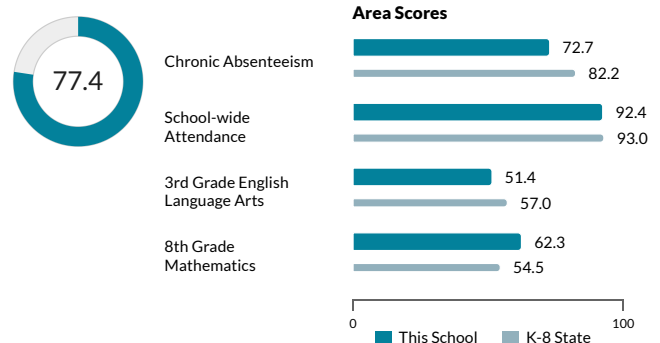 Area Scores
77.4
Chronic Absenteeism
72.7
82.2
School-wide
Attendance
92.4
93.0
3rd Grade English
Language Arts
51.4
57.0
8th Grade
Mathematics
62.3
54.5
0
100
This School
K-8 State